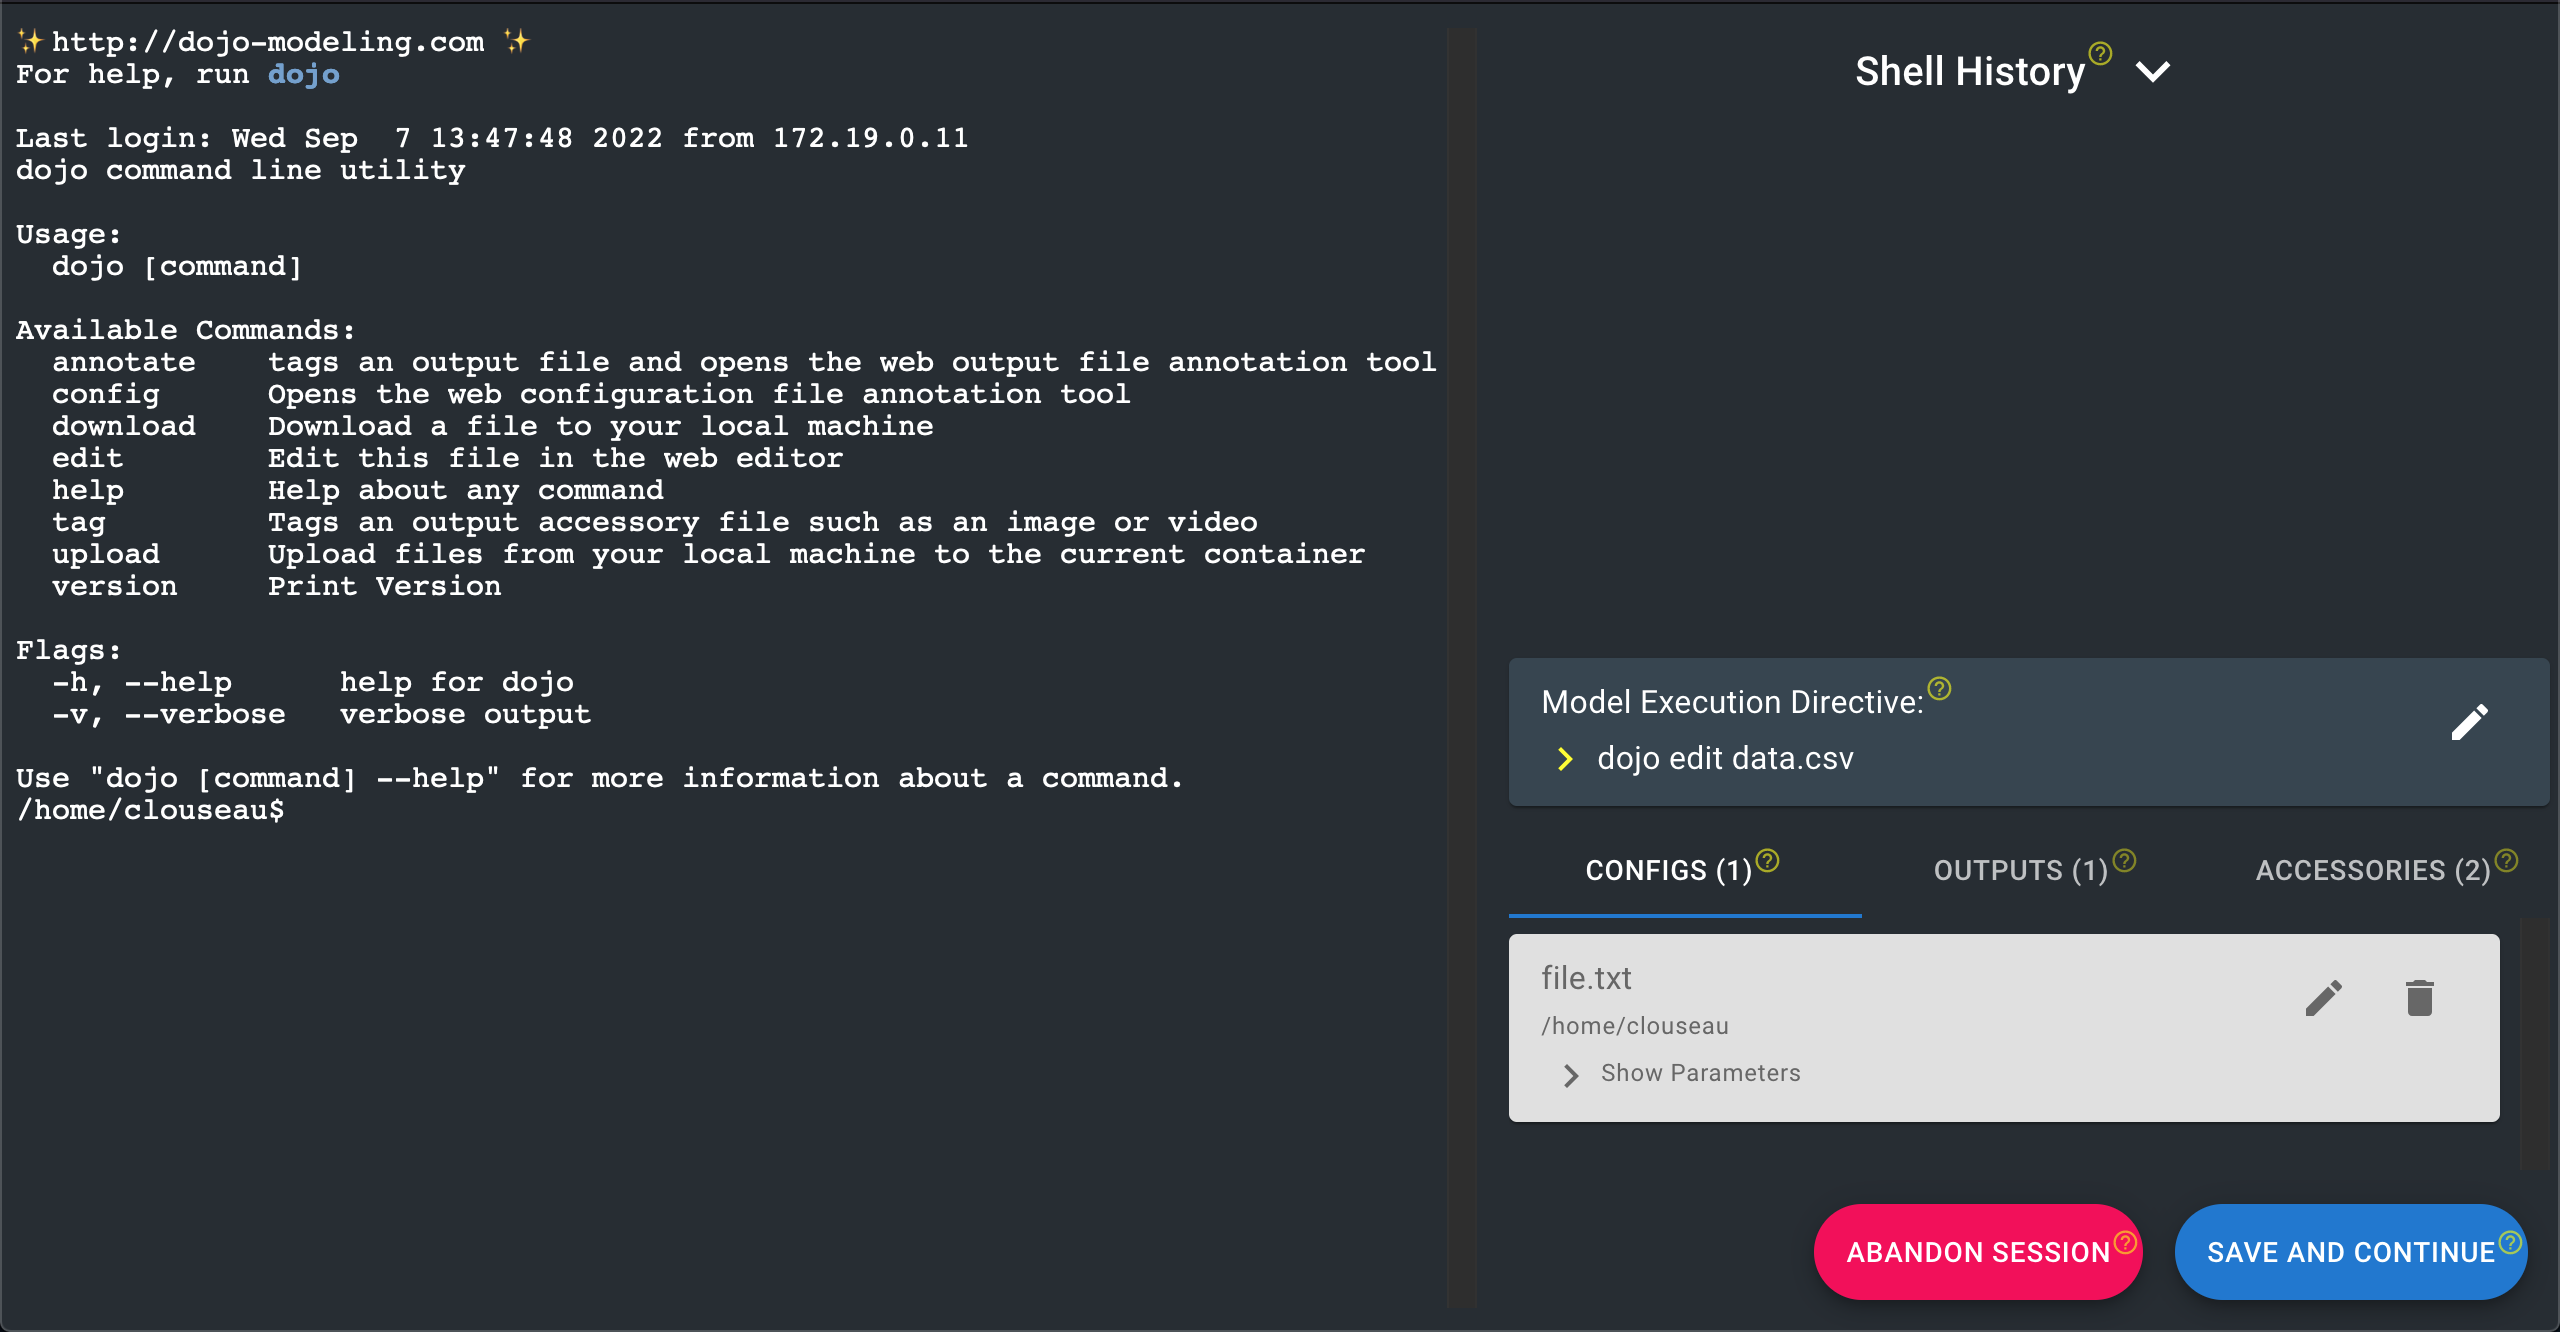 ✨http://dojo-modeling.com ✨
For help, run dojo
Last login: Wed Sep  7 13:47:48 2022 from 172.19.0.11
dojo command line utility
Usage:
  dojo [command]
Available Commands:
  annotate    tags an output file and opens the web output file annotation tool
  config      Opens the web configuration file annotation tool
  download    Download a file to your local machine
  edit        Edit this file in the web editor
  help        Help about any command
  tag         Tags an output accessory file such as an image or video
  upload      Upload files from your local machine to the current container
  version     Print Version
Flags:
  -h, --help      help for dojo
  -v, --verbose   verbose output
Use "dojo [command] --help" for more information about a command.
/home/clouseau$
Shell History
Model Execution Directive:
dojo edit data.csv
CONFIGS (1) OUTPUTS (1) ACCESSORIES (2)
file.txt
/home/clouseau
Show Parameters
ABANDON SESSION SAVE AND CONTINUE